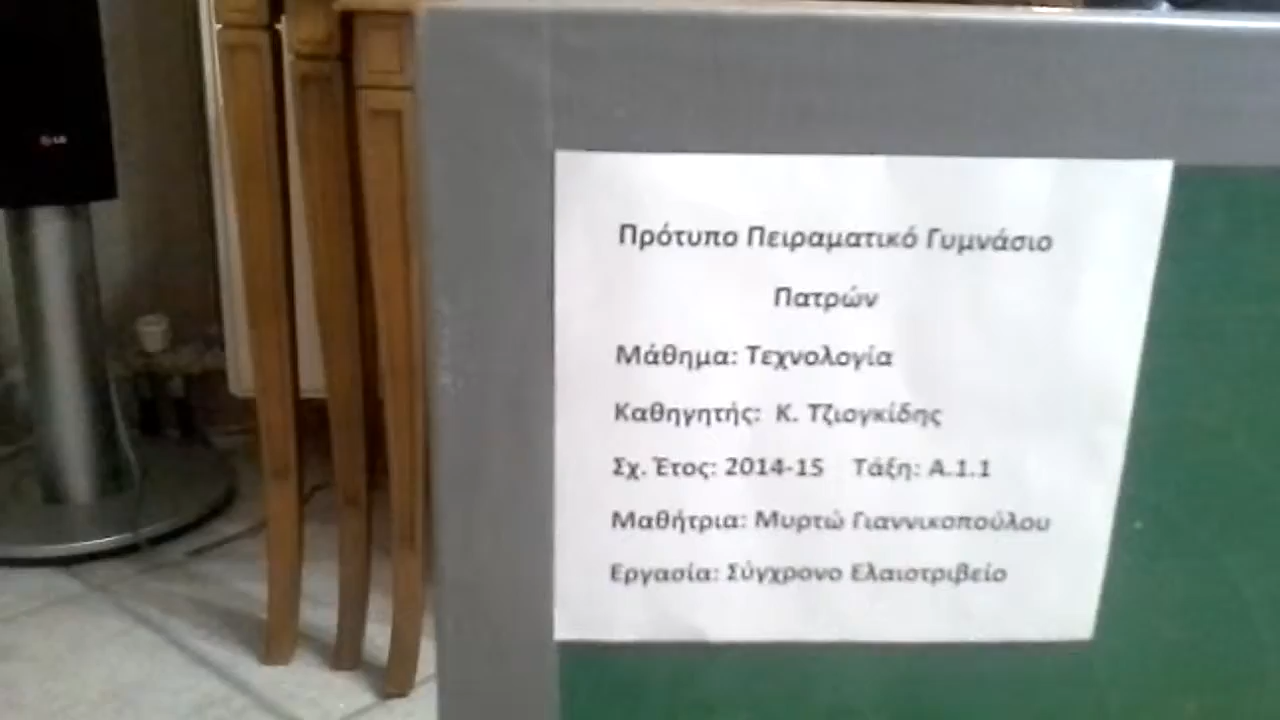 LG
Πρότυπο Πειραματικό Γυμνάσιο
Πατρών
Μάθημα: Τεχνολογία
Καθηγητής: Κ. Τζιογκίδης
Σχ. Έτος: 2014-15 Τάξη: Α.1.1
Μαθήτρια: Μυρτώ Γιαννικοπούλου
Εργασία: Σύγχρονο Ελαιοτριβείο